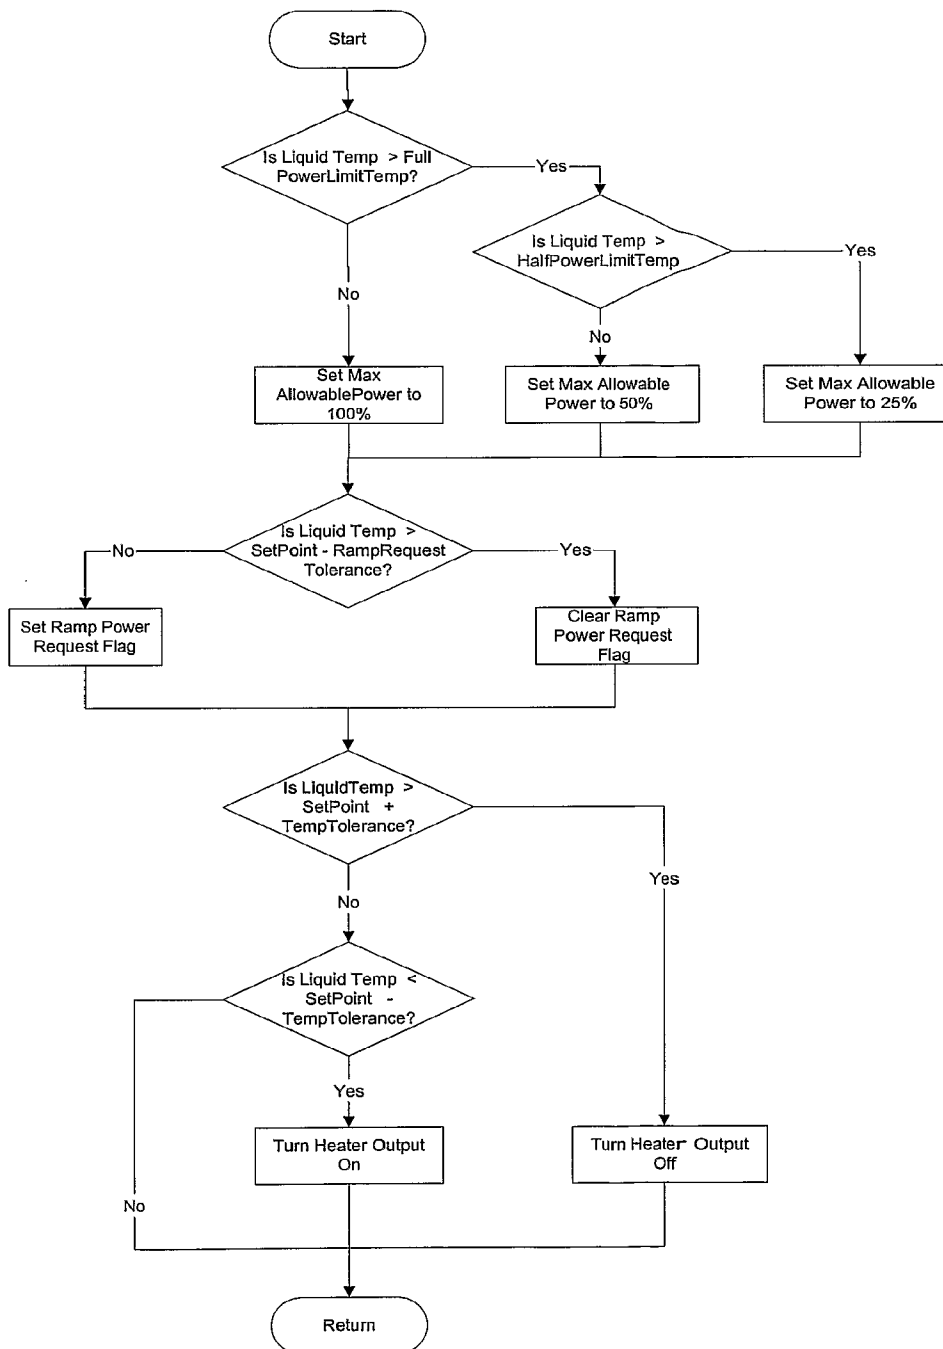 Start
Is Liquid Temp > Full
PowerLimitTemp?
Yes
Is Liquid Temp >
HalfPowerLimitTemp
Yes
No
No
Set Max
AllowablePower to
100%
Set Max Allowable
Power to 50%
Set Max Allowable
Power to 25%
Is Liquid Temp >
SetPoint - RampRequest
Tolerance?
No
Yes
Set Ramp Power
Request Flag
Clear Ramp
Power Request
Flag
Is LiquidTemp >
SetPoint +
TempTolerance?
Yes
No
Is Liquid Temp <
SetPoint -
TempTolerance?
Yes
Turn Heater Output
On
Turn Heater Output
Off
No
Return